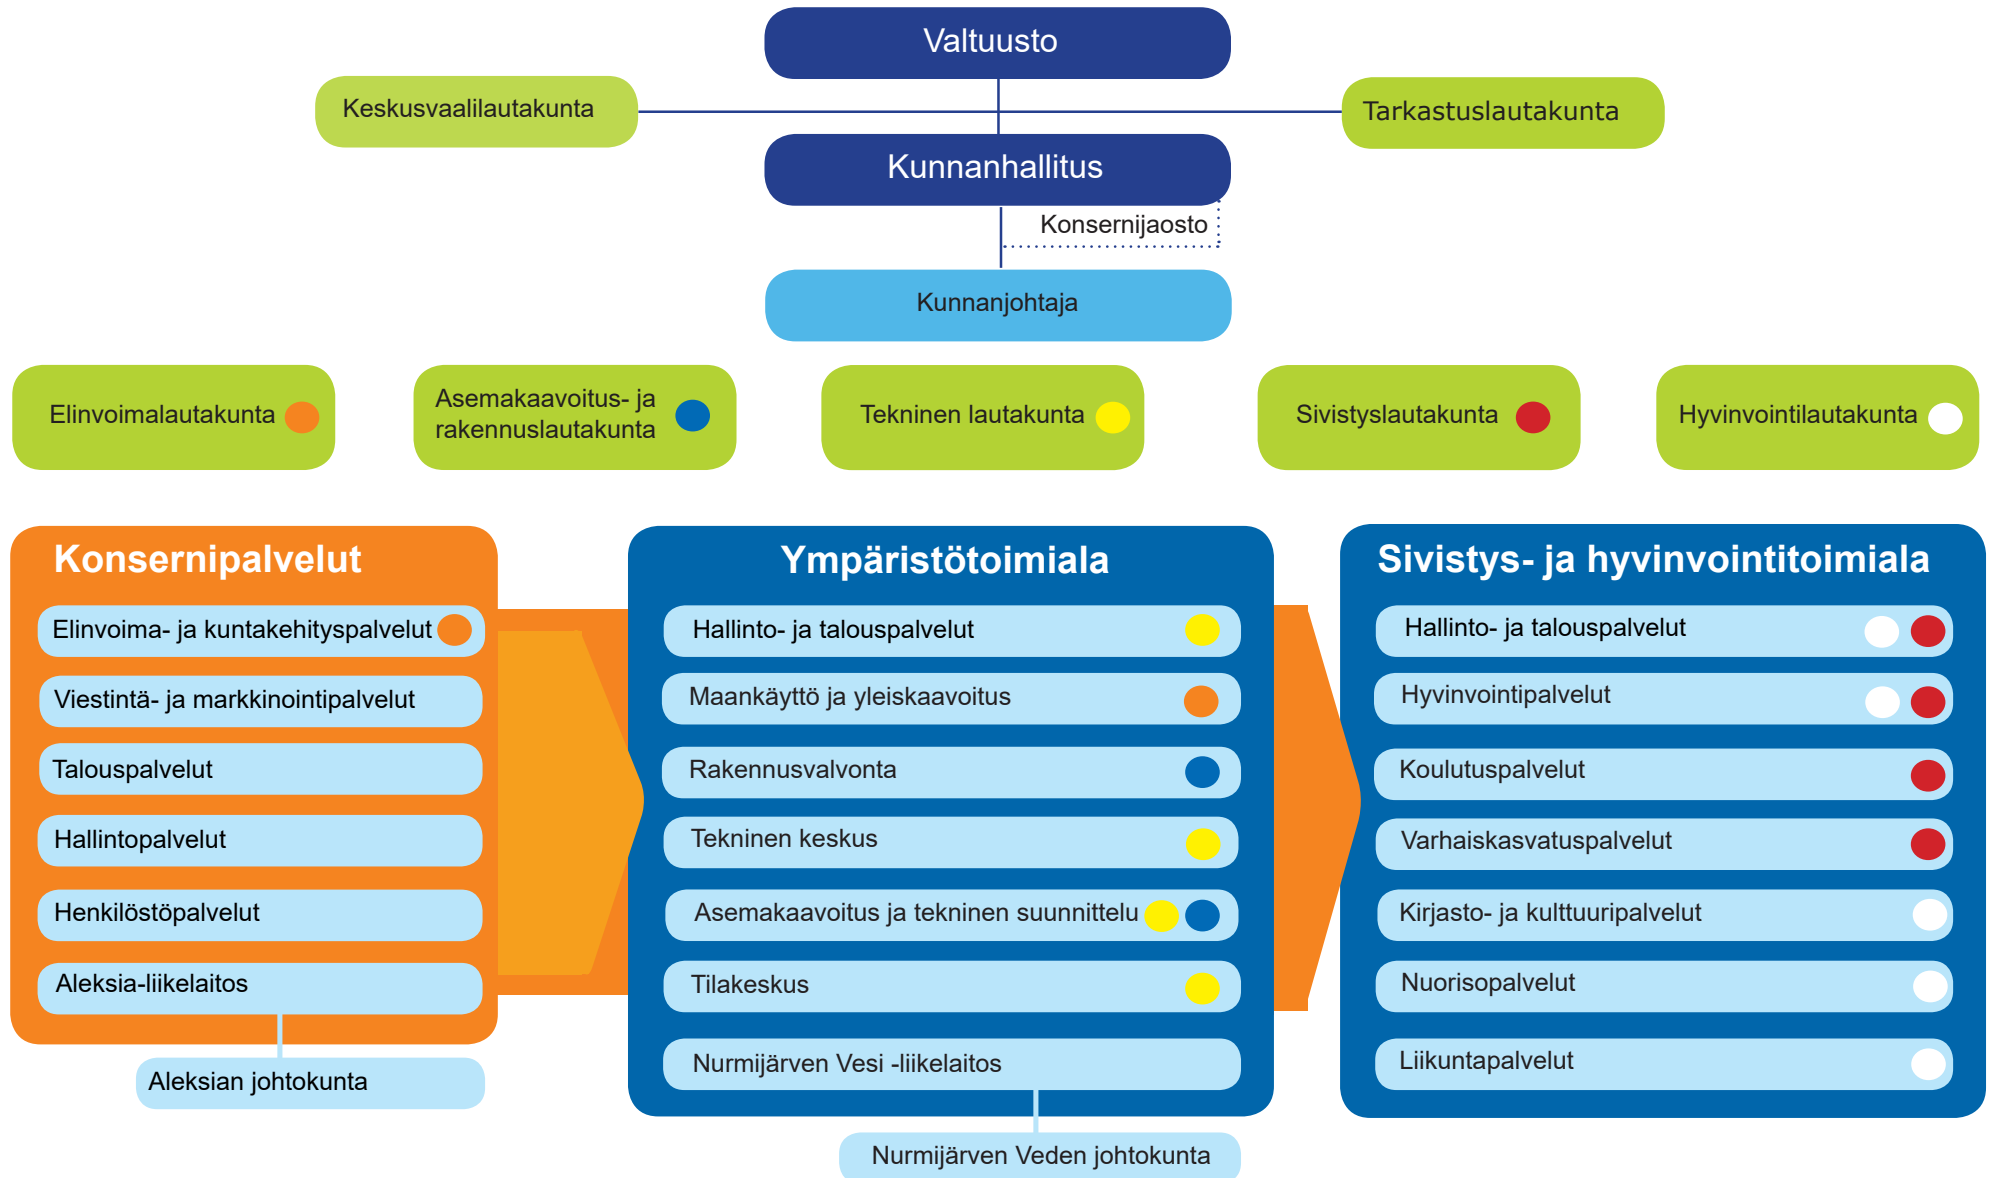 Valtuusto
Keskusvaalilautakunta
Tarkastuslautakunta
Kunnanhallitus
Konsernijaosto
Kunnanjohtaja
Elinvoimalautakunta
Asemakaavoitus- ja
rakennuslautakunta
Tekninen lautakunta
Sivistyslautakunta
Hyvinvointilautakunta
Konsernipalvelut
Elinvoima- ja kuntakehityspalvelut
Viestintä- ja markkinointipalvelut
Talouspalvelut
Hallintopalvelut
Henkilöstöpalvelut
Aleksia-liikelaitos
Aleksian johtokunta
Ympäristötoimiala
Hallinto- ja talouspalvelut
Maankäyttö ja yleiskaavoitus
Rakennusvalvonta
Tekninen keskus
Asemakaavoitus ja tekninen suunnittelu
Tilakeskus
Nurmijärven Vesi -liikelaitos
Nurmijärven Veden johtokunta
Sivistys- ja hyvinvointitoimiala
Hallinto- ja talouspalvelut
Hyvinvointipalvelut
Koulutuspalvelut
Varhaiskasvatuspalvelut
Kirjasto- ja kulttuuripalvelut
Nuorisopalvelut
Liikuntapalvelut